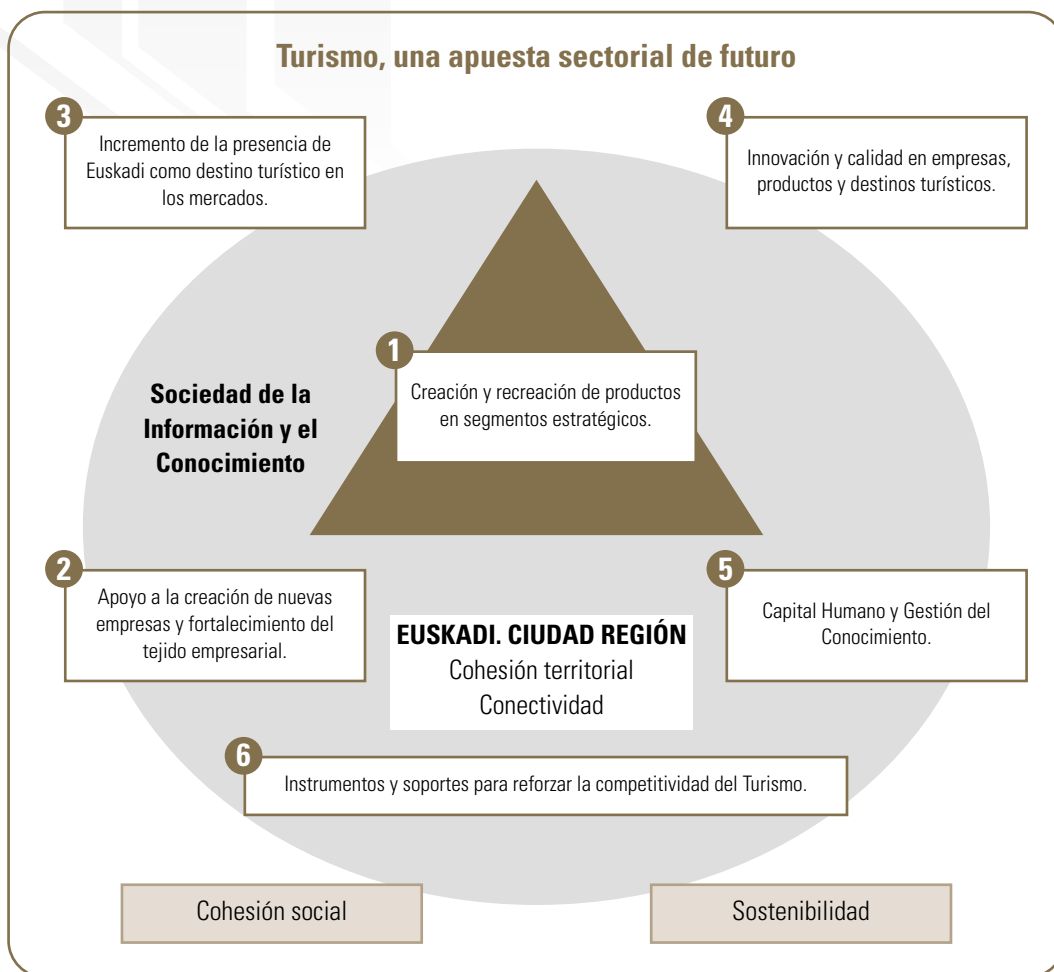 Turismo, una apuesta sectorial de futuro
3
Incremento de la presencia de
Euskadi como destino turístico en
los mercados.
4
Innovación y calidad en empresas,
productos y destinos turísticos.
1
Creación y recreación de productos
en segmentos estratégicos.
Sociedad de la
Información y el
Conocimiento
2
Apoyo a la creación de nuevas
empresas y fortalecimiento del
tejido empresarial.
5
Capital Humano y Gestión del
Conocimiento.
EUSKADI. CIUDAD REGIÓN
Cohesión territorial
Conectividad
6
Instrumentos y soportes para reforzar la competitividad del Turismo.
Cohesión social
Sostenibilidad